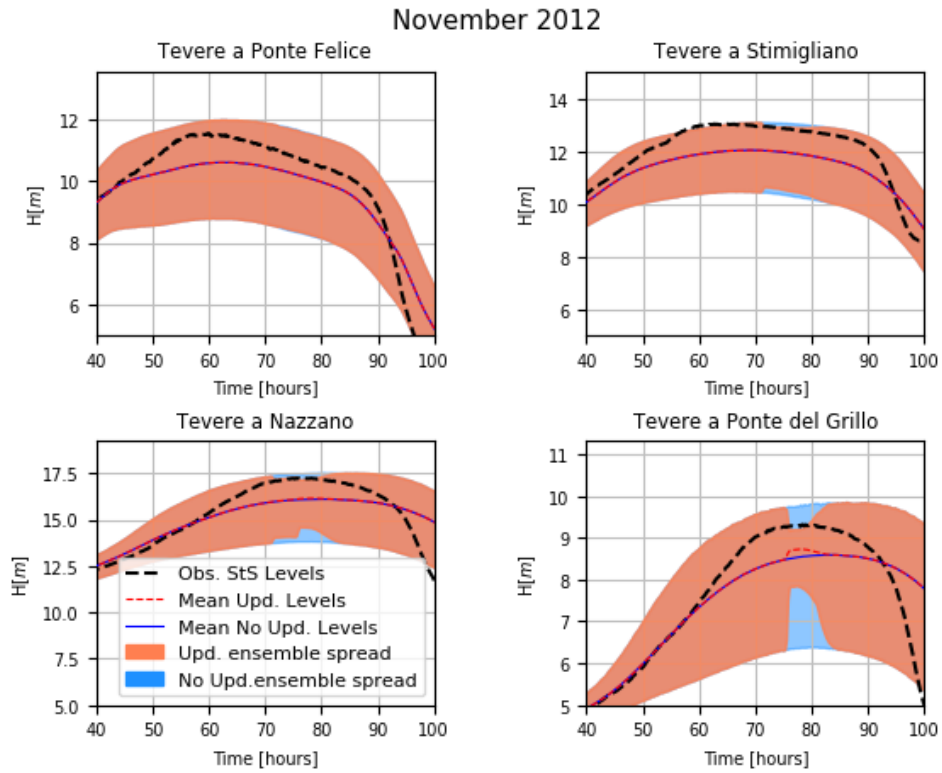 November 2012
Tevere a Ponte Felice
12
10
8
6
H[m]
40 50 60 70 80 90 100
Time [hours]
Tevere a Stimigliano
14
12
10
8
6
H[m]
40 50 60 70 80 90 100
Time [hours]
Tevere a Nazzano
17.5
15.0
12.5
10.0
7.5
5.0
H[m]
Obs. StS Levels
Mean Upd. Levels
Mean No Upd. Levels
Upd. ensemble spread
No Upd.ensemble spread
40 50 60 70 80 90 100
Time [hours]
Tevere a Ponte del Grillo
11
10
9
8
7
6
5
H[m]
40 50 60 70 80 90 100
Time [hours]